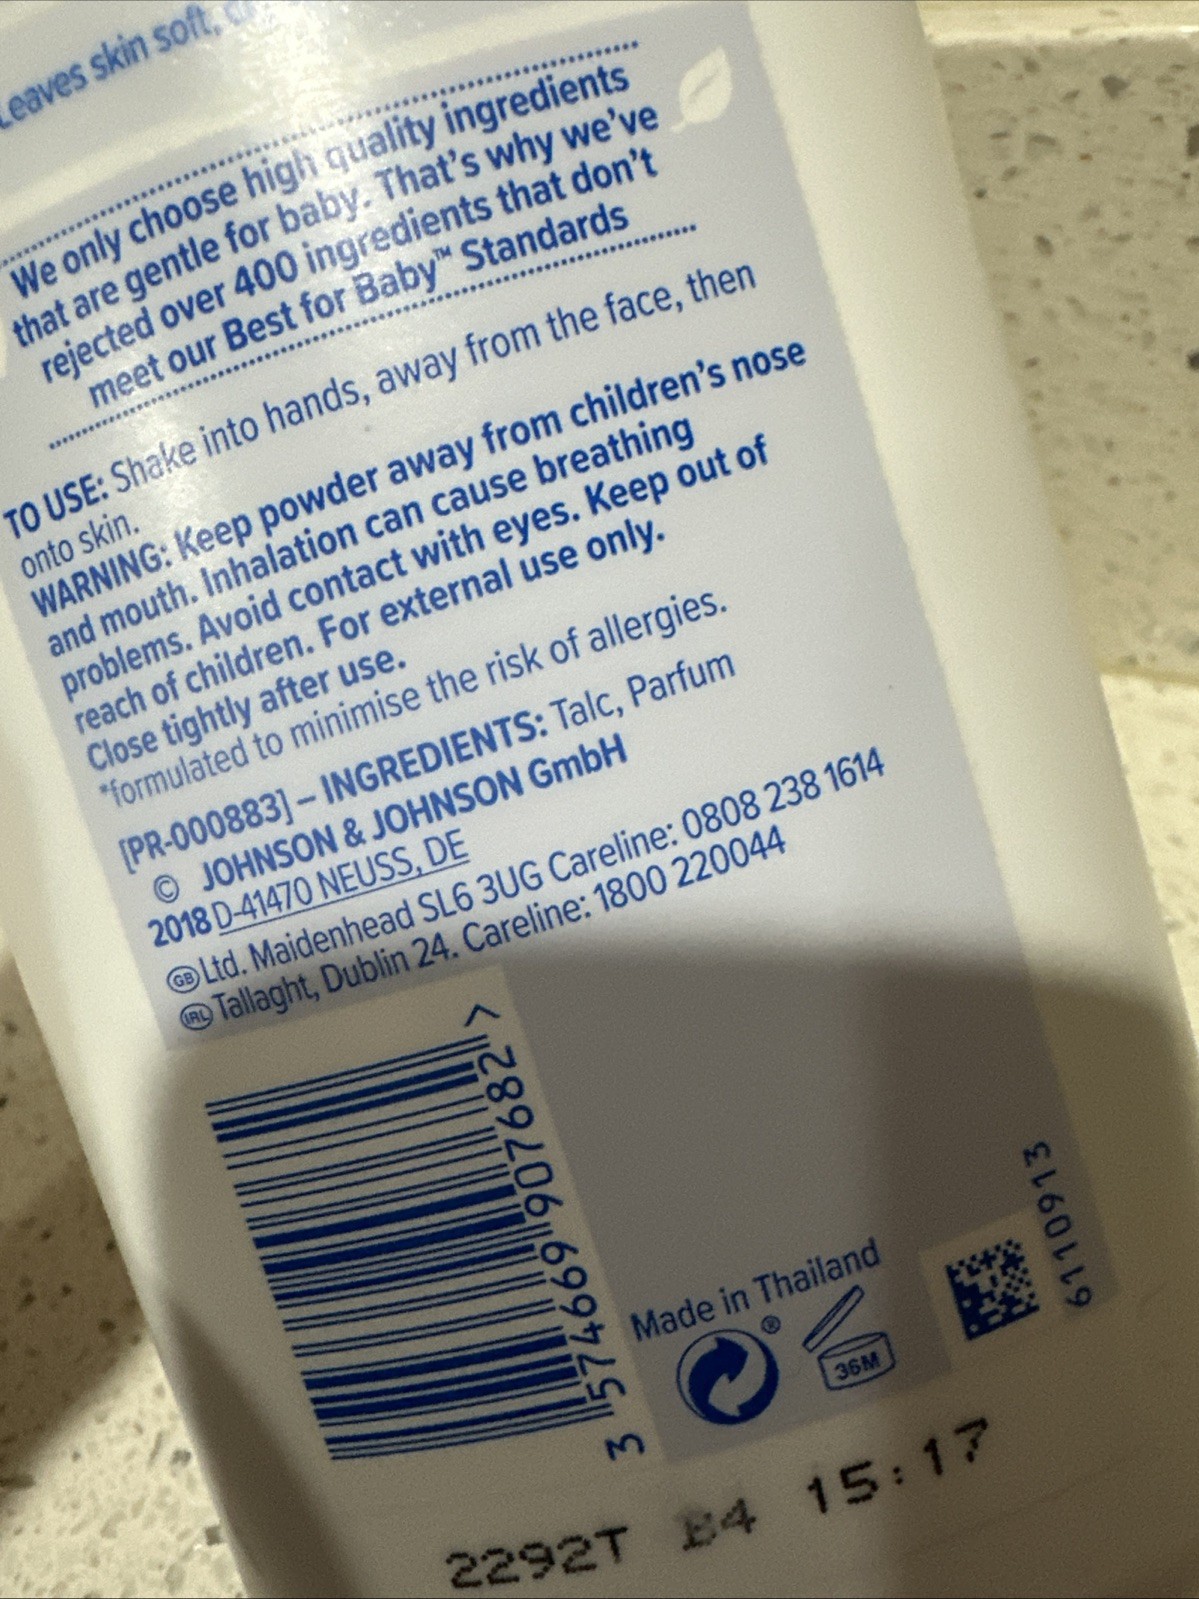 Leaves skin soft,
We only choose high quality ingredients
that are gentle for baby. That's why we've
rejected over 400 ingredients that don't
meet our Best for Baby™ Standards
TO USE: Shake into hands, away from the face, then
onto skin.
WARNING: Keep powder away from children's nose
and mouth. Inhalation can cause breathing
problems. Avoid contact with eyes. Keep out of
reach of children. For external use only.
Close tightly after use.
*formulated to minimise the risk of allergies.
[PR-000883] – INGREDIENTS: Talc, Parfum
© JOHNSON & JOHNSON GmbH
2018 D-41470 NEUSS, DE
GB Ltd. Maidenhead SL6 3UG Careline: 0808 238 1614
IRL Tallaght, Dublin 24. Careline: 1800 220044
3 574669 907682 >
Made in Thailand
®
36M
6110913
2292T B4 15:17